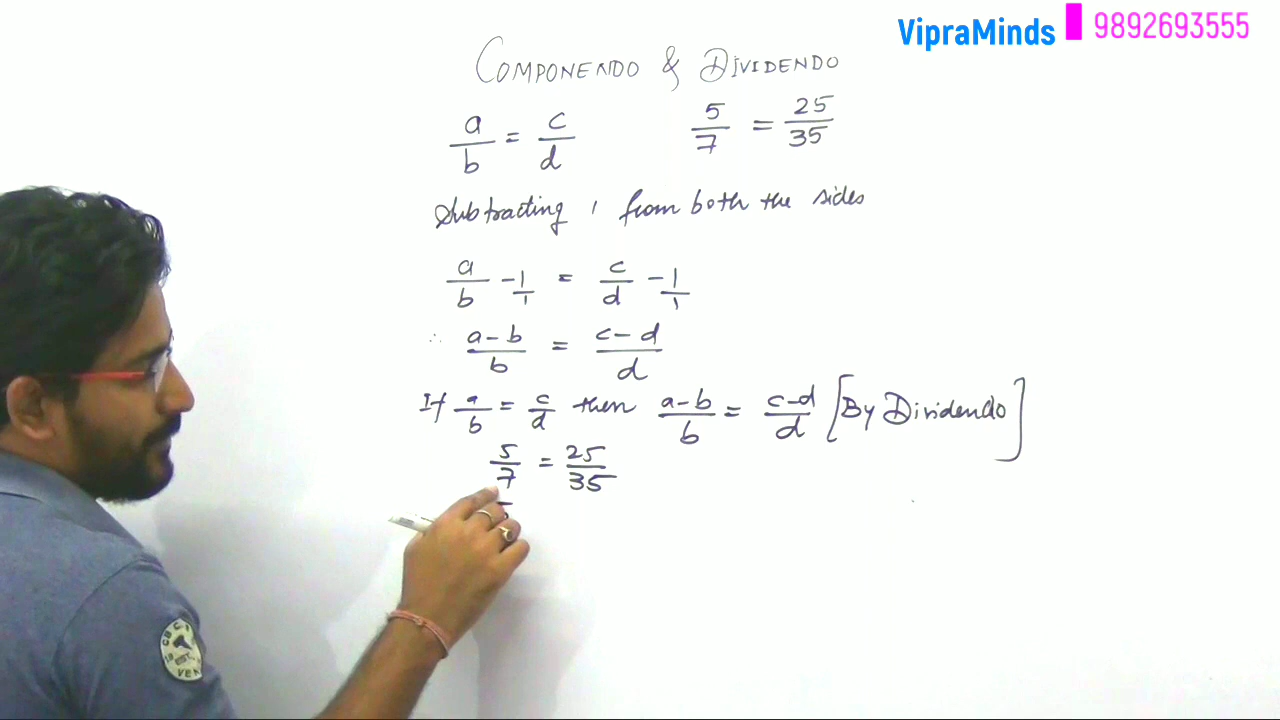 VipraMinds 9892693555
COMPONENDO & DIVIDENDO
a/b = c/d 5/7 = 25/35
Subtracting 1 from both the sides
a/b - 1/1 = c/d - 1/1
∴ a-b/b = c-d/d
If a/b = c/d then a-b/b = c-d/d [By Dividendo]
5/7 = 25/35